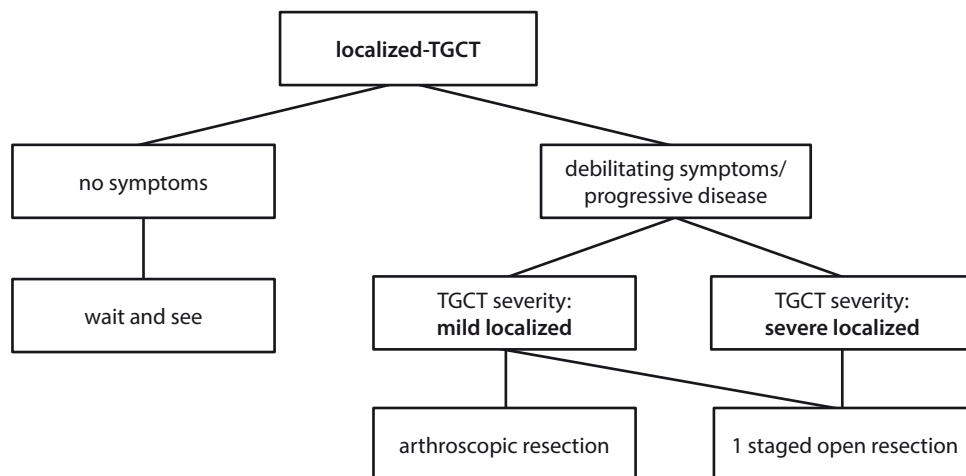 localized-TGCT
no symptoms
debilitating symptoms/
progressive disease
wait and see
TGCT severity:
mild localized
TGCT severity:
severe localized
arthroscopic resection
1 staged open resection